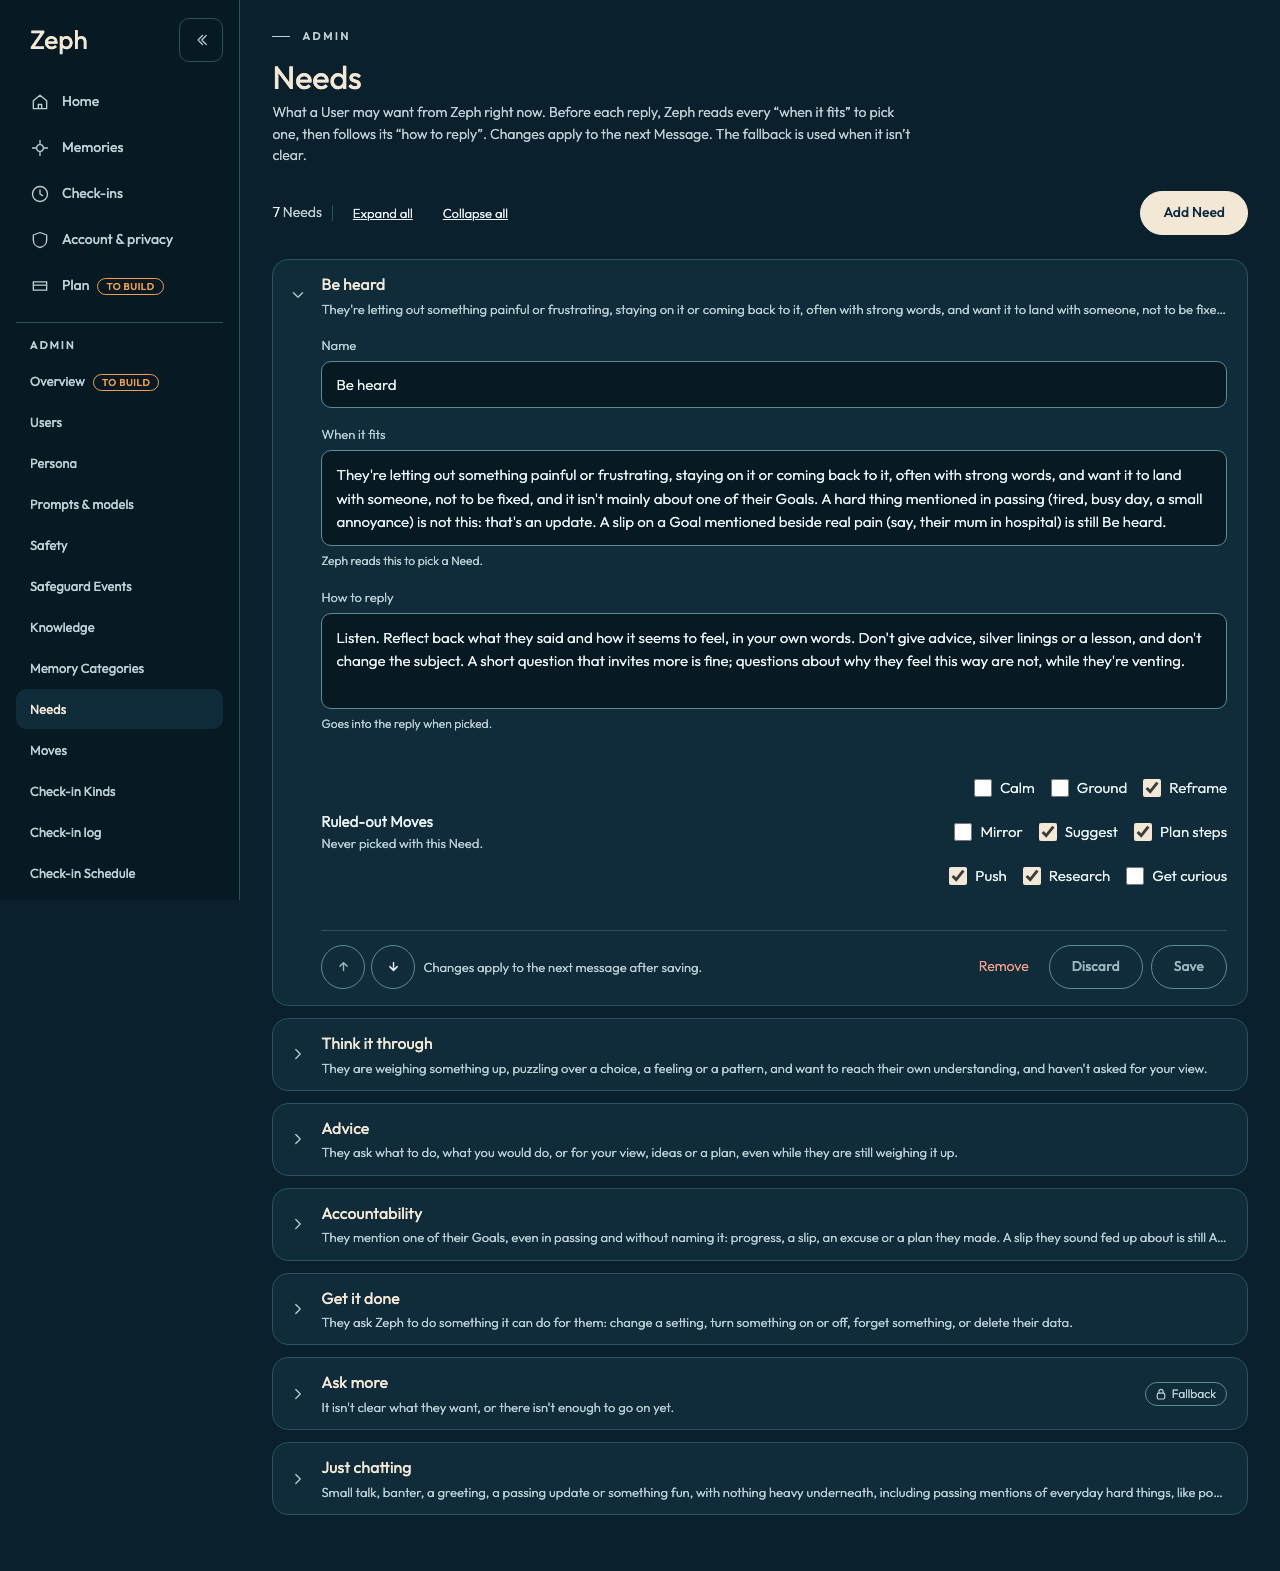 Zeph
Home
Memories
Check-ins
Account & privacy
Plan TO BUILD
ADMIN
Overview TO BUILD
Users
Persona
Prompts & models
Safety
Safeguard Events
Knowledge
Memory Categories
Needs
Moves
Check-in Kinds
Check-in log
Check-in Schedule
ADMIN
Needs
What a User may want from Zeph right now. Before each reply, Zeph reads every “when it fits” to pick
one, then follows its “how to reply”. Changes apply to the next Message. The fallback is used when it isn’t
clear.
7 Needs Expand all Collapse all Add Need
Be heard
They're letting out something painful or frustrating, staying on it or coming back to it, often with strong words, and want it to land with someone, not to be fixe...
Name
Be heard
When it fits
They're letting out something painful or frustrating, staying on it or coming back to it, often with strong words, and want it to land
with someone, not to be fixed, and it isn't mainly about one of their Goals. A hard thing mentioned in passing (tired, busy day, a small
annoyance) is not this: that's an update. A slip on a Goal mentioned beside real pain (say, their mum in hospital) is still Be heard.
Zeph reads this to pick a Need.
How to reply
Listen. Reflect back what they said and how it seems to feel, in your own words. Don't give advice, silver linings or a lesson, and don't
change the subject. A short question that invites more is fine; questions about why they feel this way are not, while they're venting.
Goes into the reply when picked.
Ruled-out Moves
Never picked with this Need.
Calm Ground Reframe
Mirror Suggest Plan steps
Push Research Get curious
Changes apply to the next message after saving. Remove Discard Save
Think it through
They are weighing something up, puzzling over a choice, a feeling or a pattern, and want to reach their own understanding, and haven't asked for your view.
Advice
They ask what to do, what you would do, or for your view, ideas or a plan, even while they are still weighing it up.
Accountability
They mention one of their Goals, even in passing and without naming it: progress, a slip, an excuse or a plan they made. A slip they sound fed up about is still A...
Get it done
They ask Zeph to do something it can do for them: change a setting, turn something on or off, forget something, or delete their data.
Ask more
It isn't clear what they want, or there isn't enough to go on yet.
Fallback
Just chatting
Small talk, banter, a greeting, a passing update or something fun, with nothing heavy underneath, including passing mentions of everyday hard things, like po...